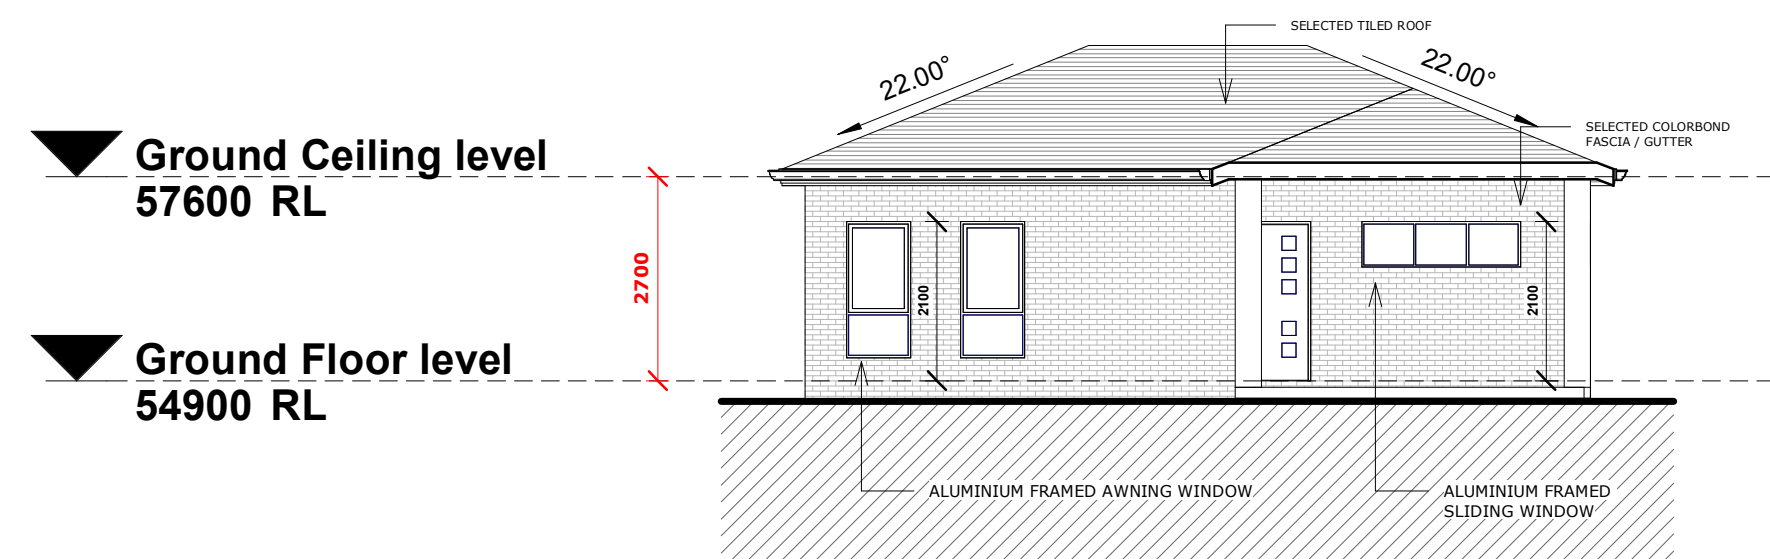 SELECTED TILED ROOF
22.00°
22.00°
SELECTED COLORBOND
FASCIA / GUTTER
Ground Ceiling level
57600 RL
2700
2100
2100
Ground Floor level
54900 RL
ALUMINIUM FRAMED AWNING WINDOW
ALUMINIUM FRAMED
SLIDING WINDOW